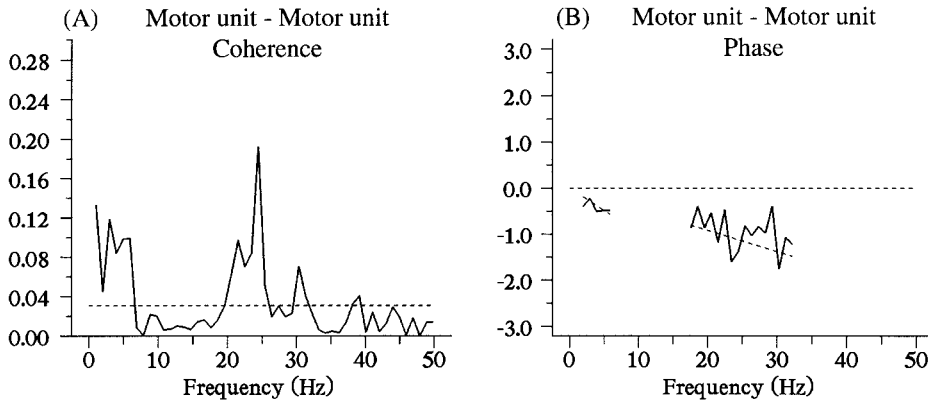 (A) Motor unit - Motor unit
Coherence
0.28
0.24
0.20
0.16
0.12
0.08
0.04
0.00
0 10 20 30 40 50
Frequency (Hz)
(B) Motor unit - Motor unit
Phase
3.0
2.0
1.0
0.0
-1.0
-2.0
-3.0
0 10 20 30 40 50
Frequency (Hz)